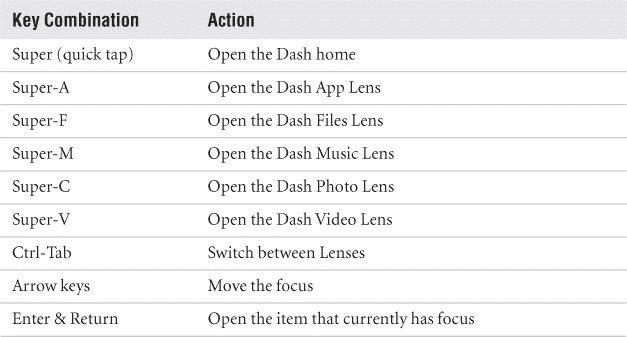 Key Combination Action
Super (quick tap) Open the Dash home
Super-A Open the Dash App Lens
Super-F Open the Dash Files Lens
Super-M Open the Dash Music Lens
Super-C Open the Dash Photo Lens
Super-V Open the Dash Video Lens
Ctrl-Tab Switch between Lenses
Arrow keys Move the focus
Enter & Return Open the item that currently has focus